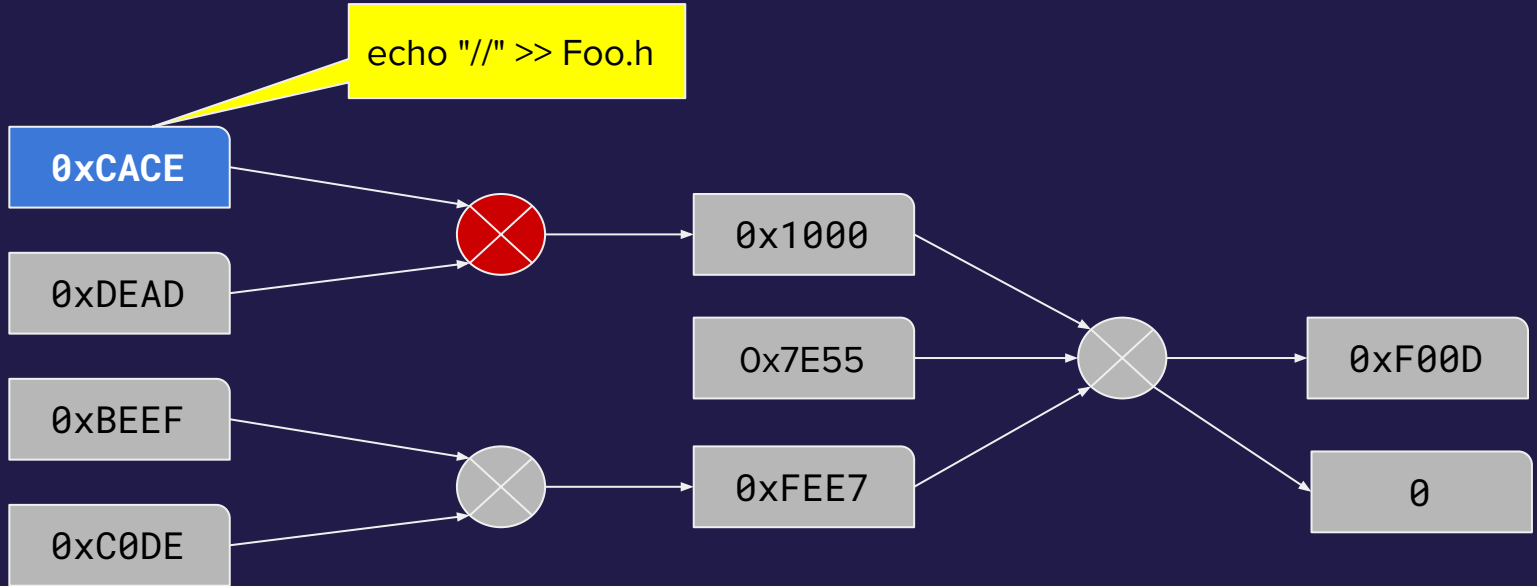 echo "//" >> Foo.h
0xCACE
0xDEAD
0xBEEF
0xC0DE
0x1000
0x7E55
0xFEE7
0xF00D
0